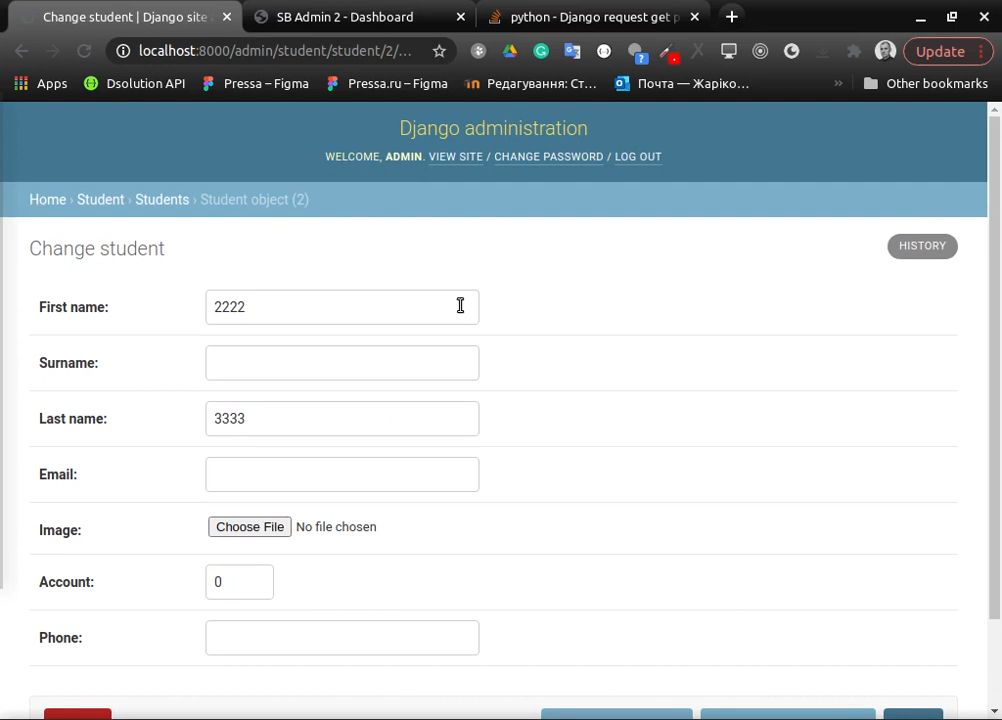 Change student | Django site
SB Admin 2 - Dashboard
python - Django request get p
localhost:8000/admin/student/student/2/...
Update
Apps
Dsolution API
Pressa – Figma
Pressa.ru – Figma
Редагування: Ст...
Почта — Жаріко...
»
Other bookmarks
Django administration
WELCOME, ADMIN. VIEW SITE / CHANGE PASSWORD / LOG OUT
Home › Student › Students › Student object (2)
Change student
HISTORY
First name: 2222
Surname:
Last name: 3333
Email:
Image: Choose File No file chosen
Account: 0
Phone: